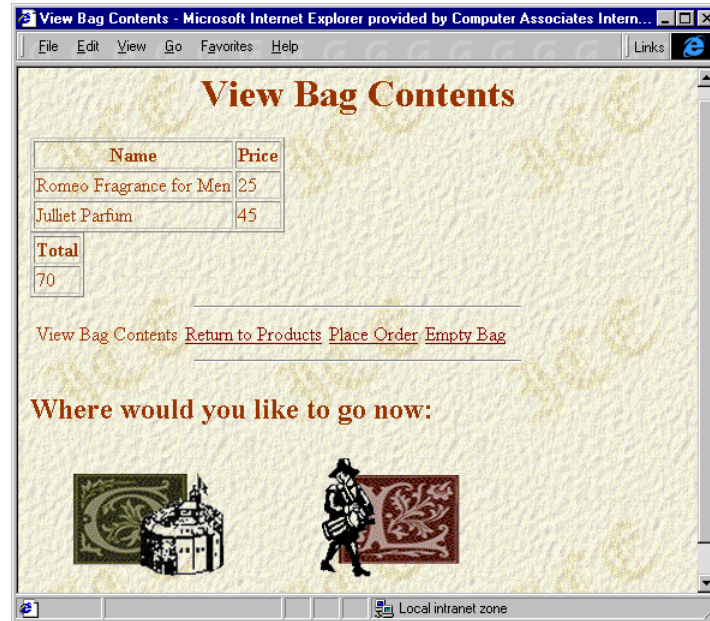 View Bag Contents - Microsoft Internet Explorer provided by Computer Associates Intern...
File Edit View Go Favorites Help Links
View Bag Contents
Name Price
Romeo Fragrance for Men 25
Julliet Parfum 45
Total
70
View Bag Contents Return to Products Place Order Empty Bag
Where would you like to go now:
C L
Local intranet zone